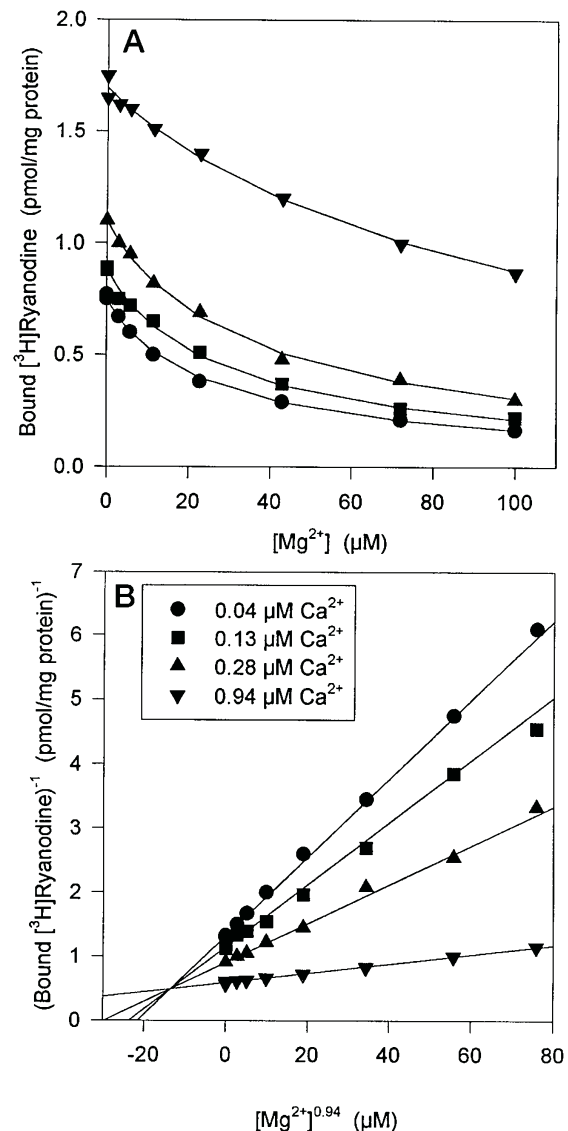 A
2.0
1.5
1.0
0.5
0.0
Bound [³H]Ryanodine (pmol/mg protein)
0 20 40 60 80 100
[Mg²⁺] (µM)
B
● 0.04 µM Ca²⁺
■ 0.13 µM Ca²⁺
▲ 0.28 µM Ca²⁺
▼ 0.94 µM Ca²⁺
7
6
5
4
3
2
1
0
(Bound [³H]Ryanodine)⁻¹ (pmol/mg protein)⁻¹
-20 0 20 40 60 80
[Mg²⁺]⁰·⁹⁴ (µM)